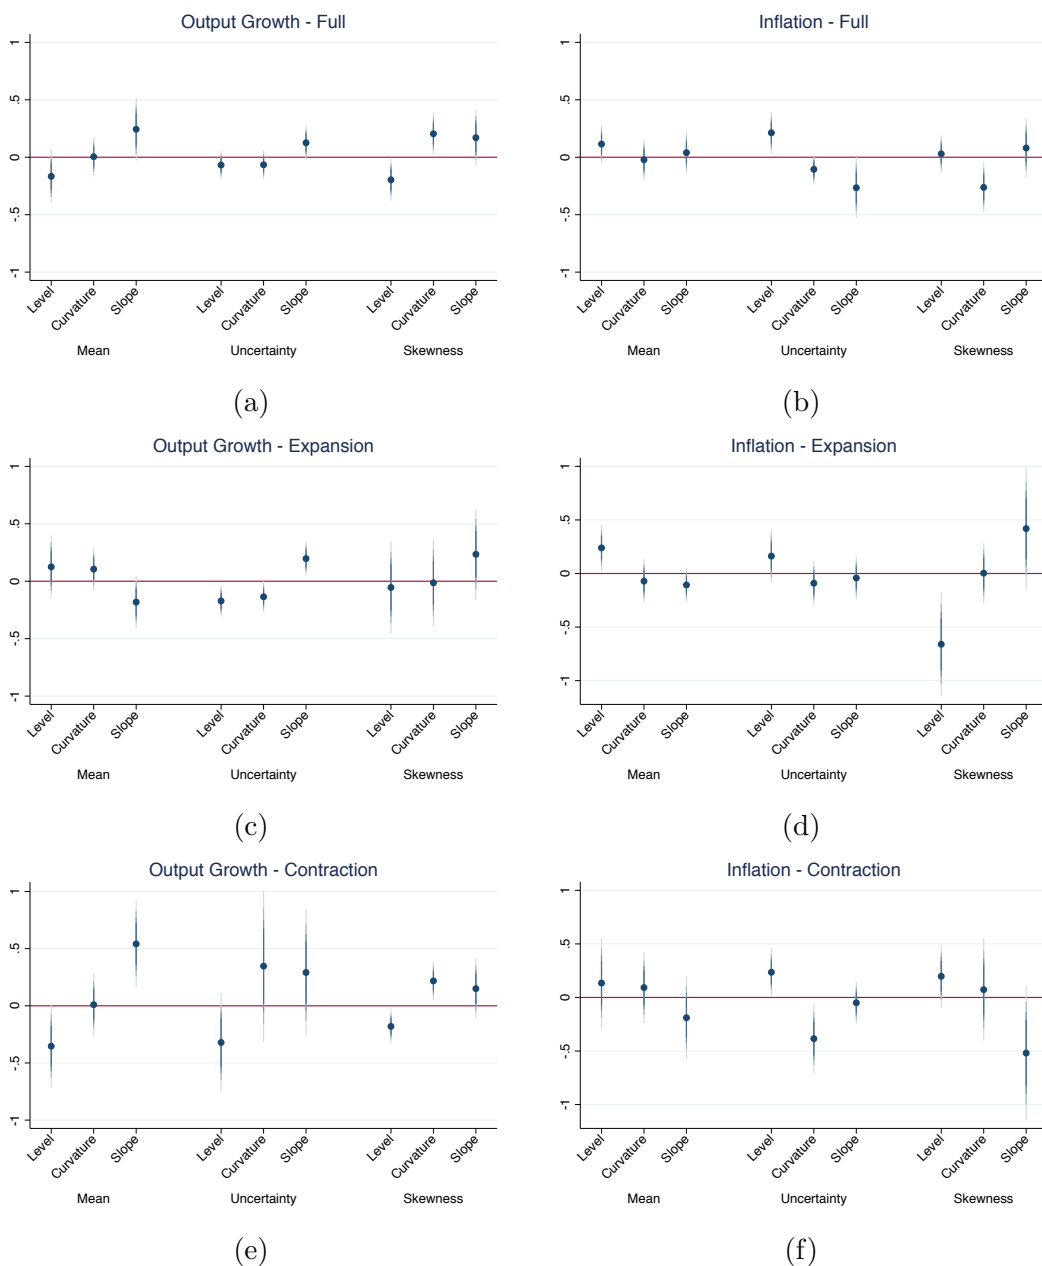 Output Growth - Full
1
.5
0
-.5
-1
Level
Curvature
Slope
Level
Curvature
Slope
Level
Curvature
Slope
Mean
Uncertainty
Skewness
(a)
Inflation - Full
1
.5
0
-.5
-1
Level
Curvature
Slope
Level
Curvature
Slope
Level
Curvature
Slope
Mean
Uncertainty
Skewness
(b)
Output Growth - Expansion
1
.5
0
-.5
-1
Level
Curvature
Slope
Level
Curvature
Slope
Level
Curvature
Slope
Mean
Uncertainty
Skewness
(c)
Inflation - Expansion
1
.5
0
-.5
-1
Level
Curvature
Slope
Level
Curvature
Slope
Level
Curvature
Slope
Mean
Uncertainty
Skewness
(d)
Output Growth - Contraction
1
.5
0
-.5
-1
Level
Curvature
Slope
Level
Curvature
Slope
Level
Curvature
Slope
Mean
Uncertainty
Skewness
(e)
Inflation - Contraction
1
.5
0
-.5
-1
Level
Curvature
Slope
Level
Curvature
Slope
Level
Curvature
Slope
Mean
Uncertainty
Skewness
(f)